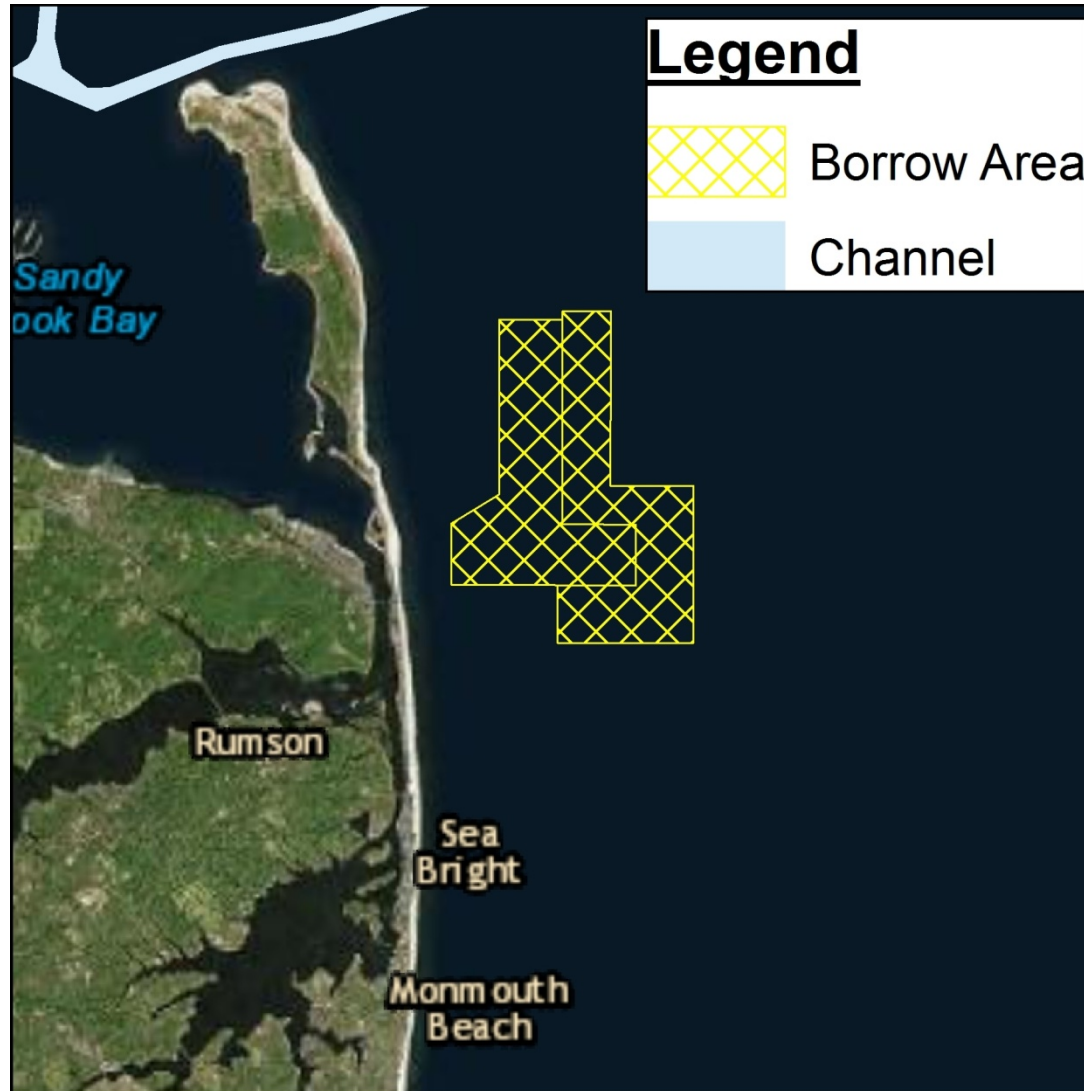 Legend
Borrow Area
Channel
Sandy
ook Bay
Rumson
Sea
Bright
Monmouth
Beach